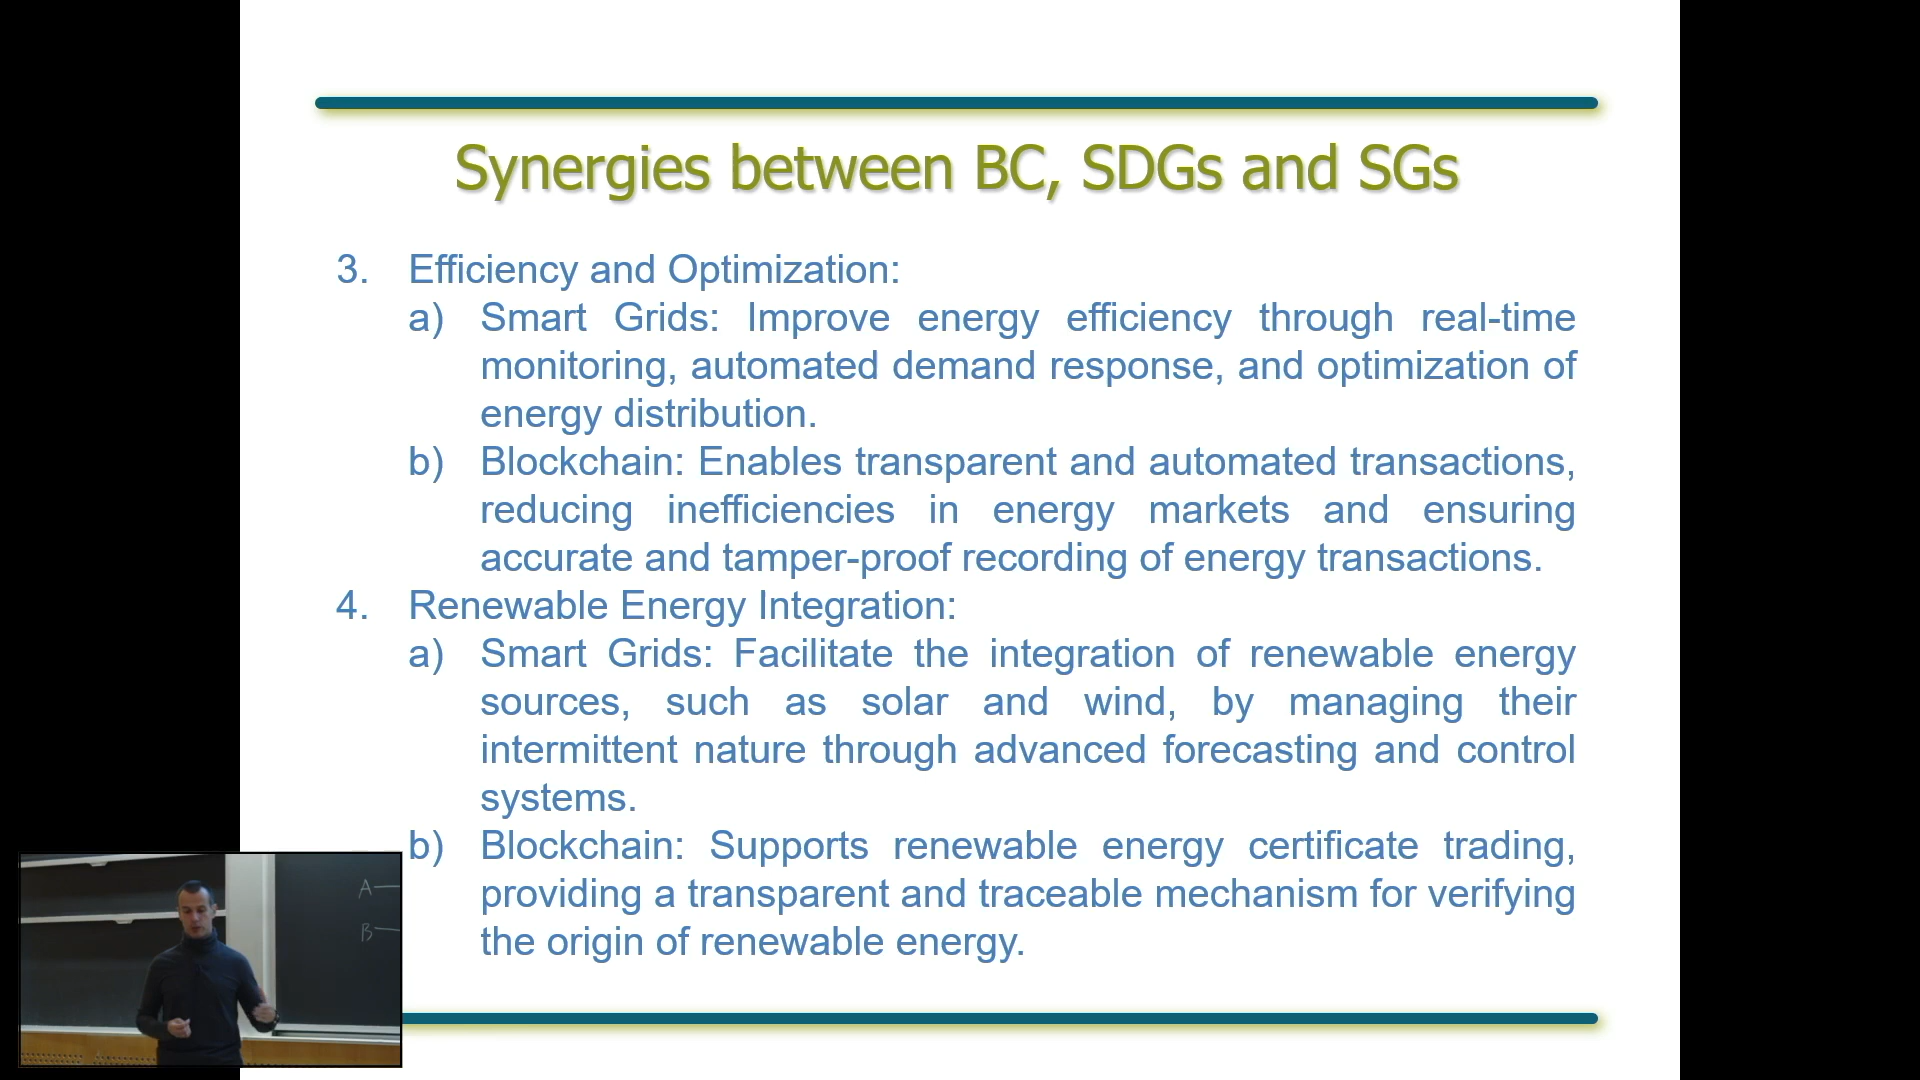 Synergies between BC, SDGs and SGs
3. Efficiency and Optimization:
a) Smart Grids: Improve energy efficiency through real-time
monitoring, automated demand response, and optimization of
energy distribution.
b) Blockchain: Enables transparent and automated transactions,
reducing inefficiencies in energy markets and ensuring
accurate and tamper-proof recording of energy transactions.
4. Renewable Energy Integration:
a) Smart Grids: Facilitate the integration of renewable energy
sources, such as solar and wind, by managing their
intermittent nature through advanced forecasting and control
systems.
b) Blockchain: Supports renewable energy certificate trading,
providing a transparent and traceable mechanism for verifying
the origin of renewable energy.
A
B